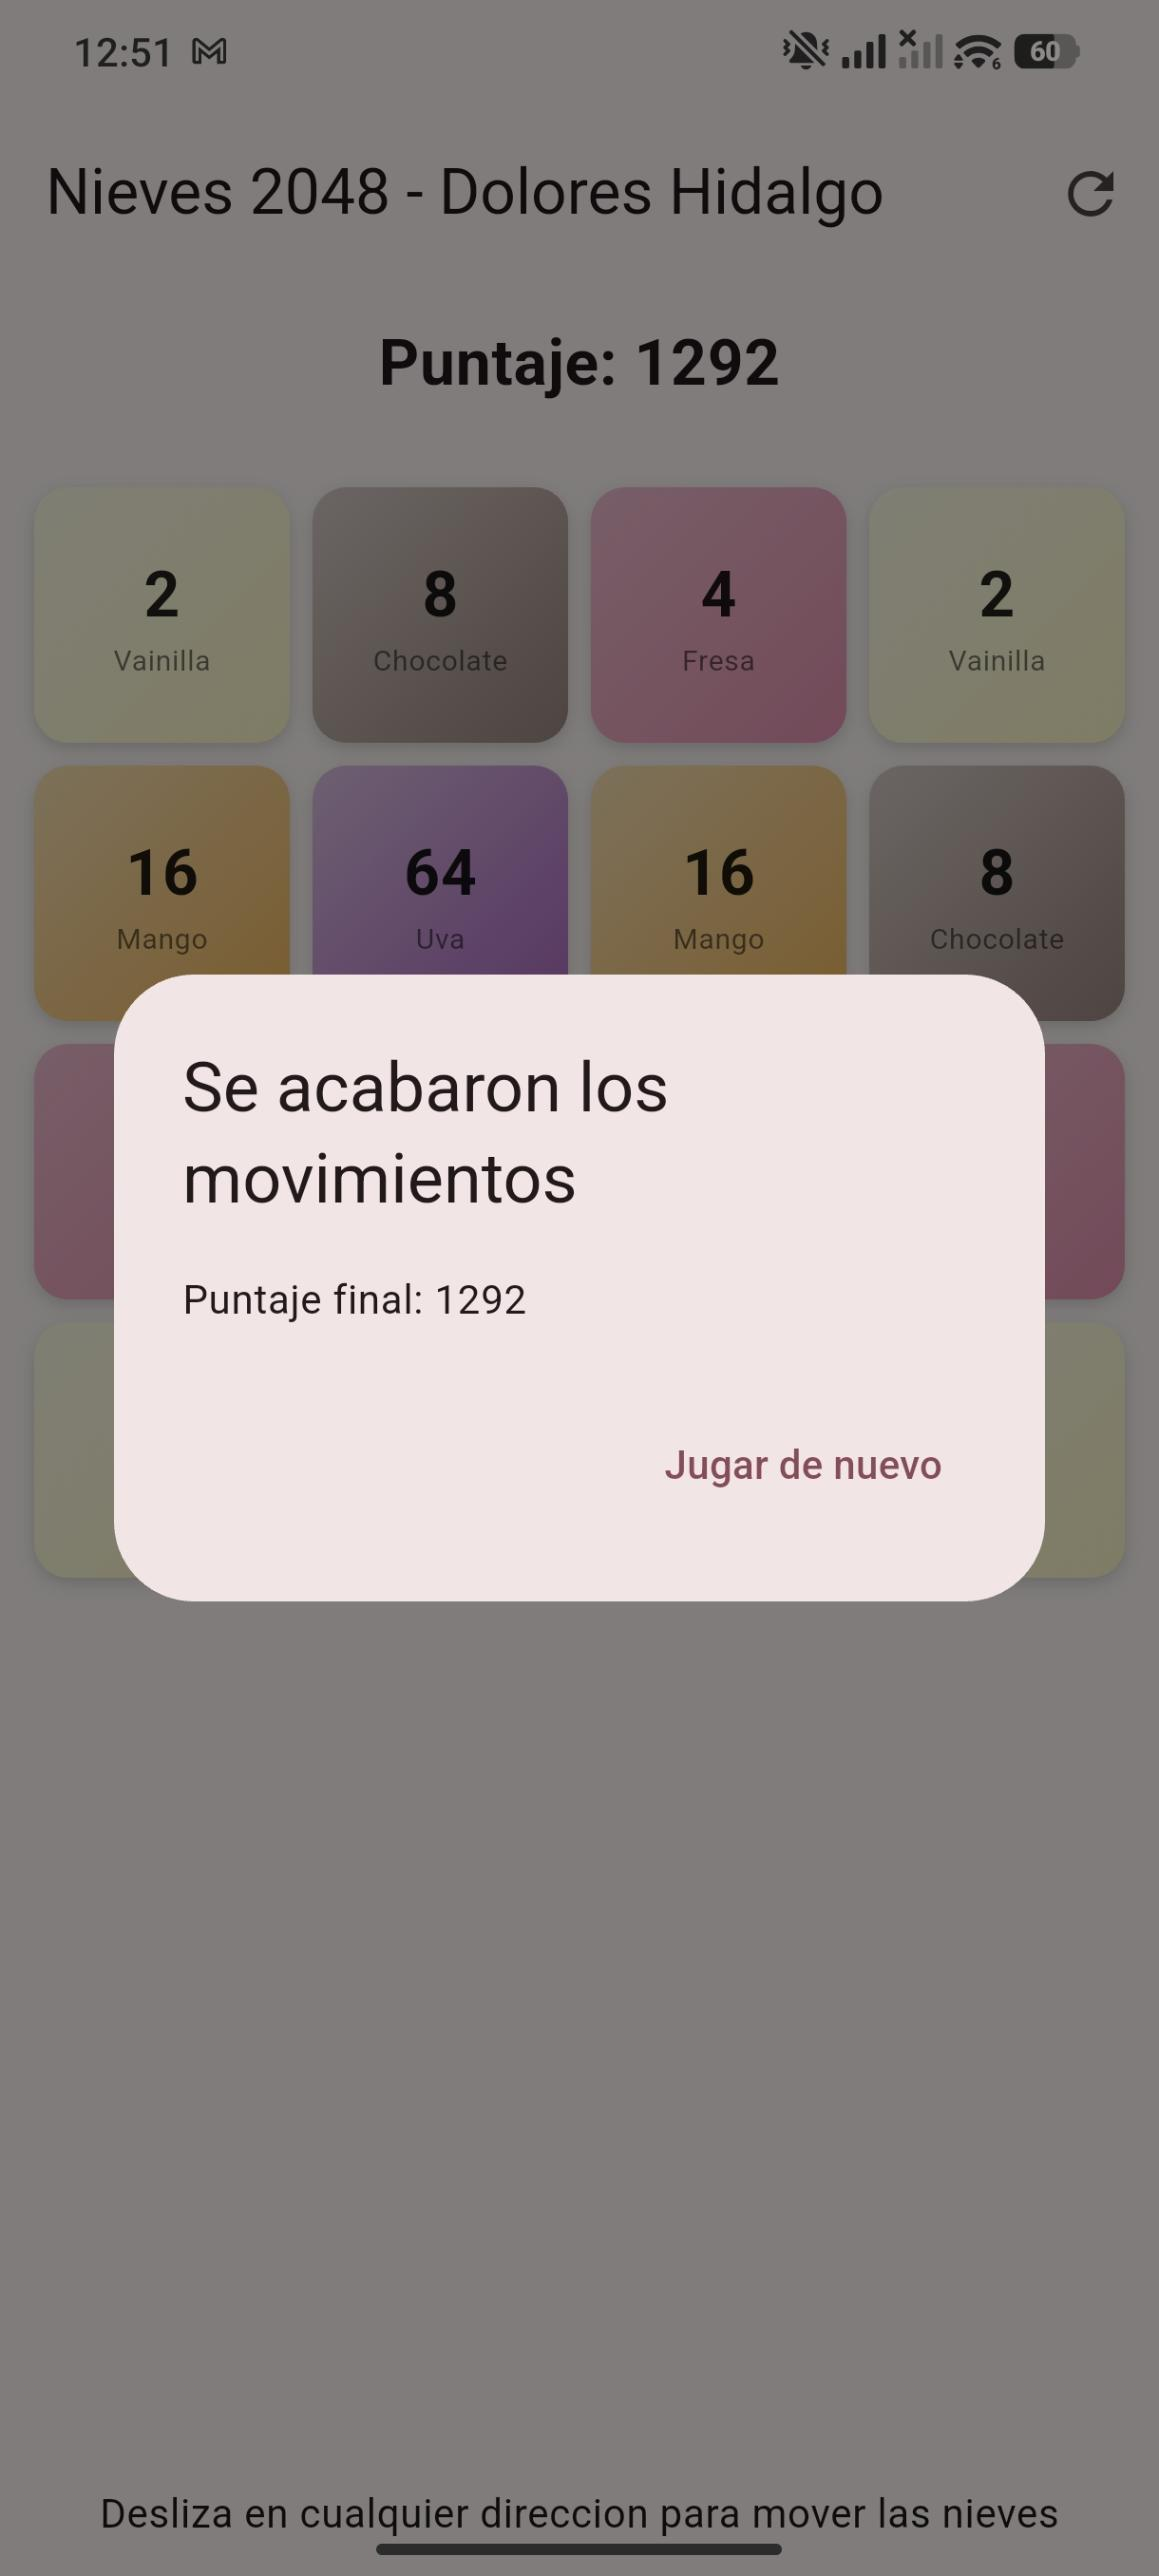 12:51
6
60
Nieves 2048 - Dolores Hidalgo
Puntaje: 1292
2 8 4 2
Vainilla Chocolate Fresa Vainilla
16 64 16 8
Mango Uva Mango Chocolate
Se acabaron los
movimientos
Puntaje final: 1292
Jugar de nuevo
Desliza en cualquier direccion para mover las nieves